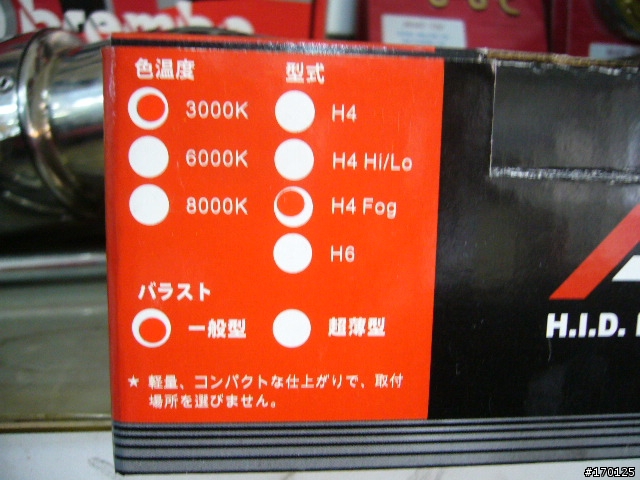 brembo
色温度
型式
3000K
H4
6000K
H4 Hi/Lo
8000K
H4 Fog
H6
バラスト
一般型
超薄型
★ 軽量、コンパクトな仕上がりで、取付
場所を選びません。
H.I.D.
#170125